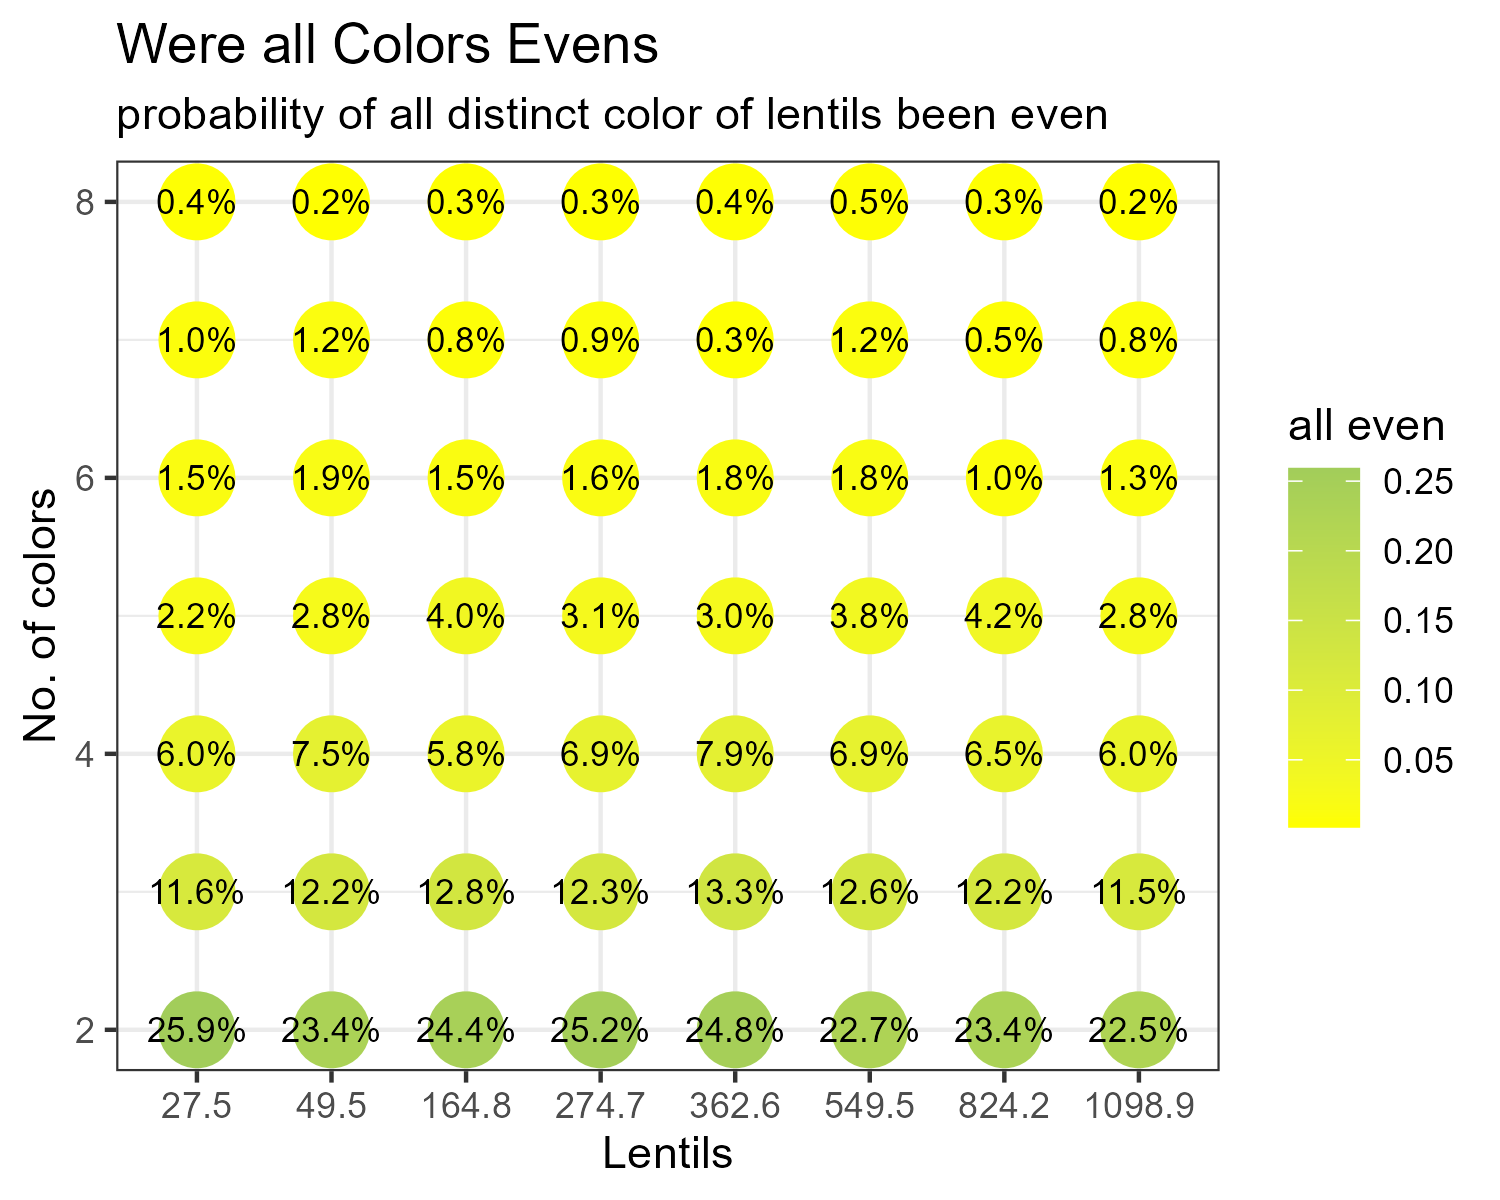 Were all Colors Evens
probability of all distinct color of lentils been even
8
0.4% 0.2% 0.3% 0.3% 0.4% 0.5% 0.3% 0.2%
1.0% 1.2% 0.8% 0.9% 0.3% 1.2% 0.5% 0.8%
6
1.5% 1.9% 1.5% 1.6% 1.8% 1.8% 1.0% 1.3%
2.2% 2.8% 4.0% 3.1% 3.0% 3.8% 4.2% 2.8%
4
6.0% 7.5% 5.8% 6.9% 7.9% 6.9% 6.5% 6.0%
11.6% 12.2% 12.8% 12.3% 13.3% 12.6% 12.2% 11.5%
2
25.9% 23.4% 24.4% 25.2% 24.8% 22.7% 23.4% 22.5%
No. of colors
27.5 49.5 164.8 274.7 362.6 549.5 824.2 1098.9
Lentils
all even
0.25
0.20
0.15
0.10
0.05